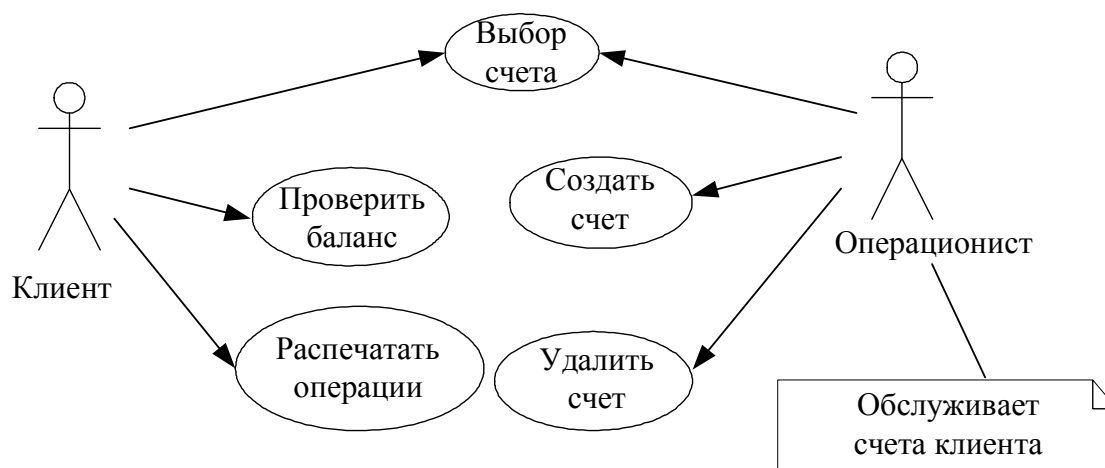 Выбор
счета
Проверить
баланс
Создать
счет
Операционист
Клиент
Распечатать
операции
Удалить
счет
Обслуживает
счета клиента